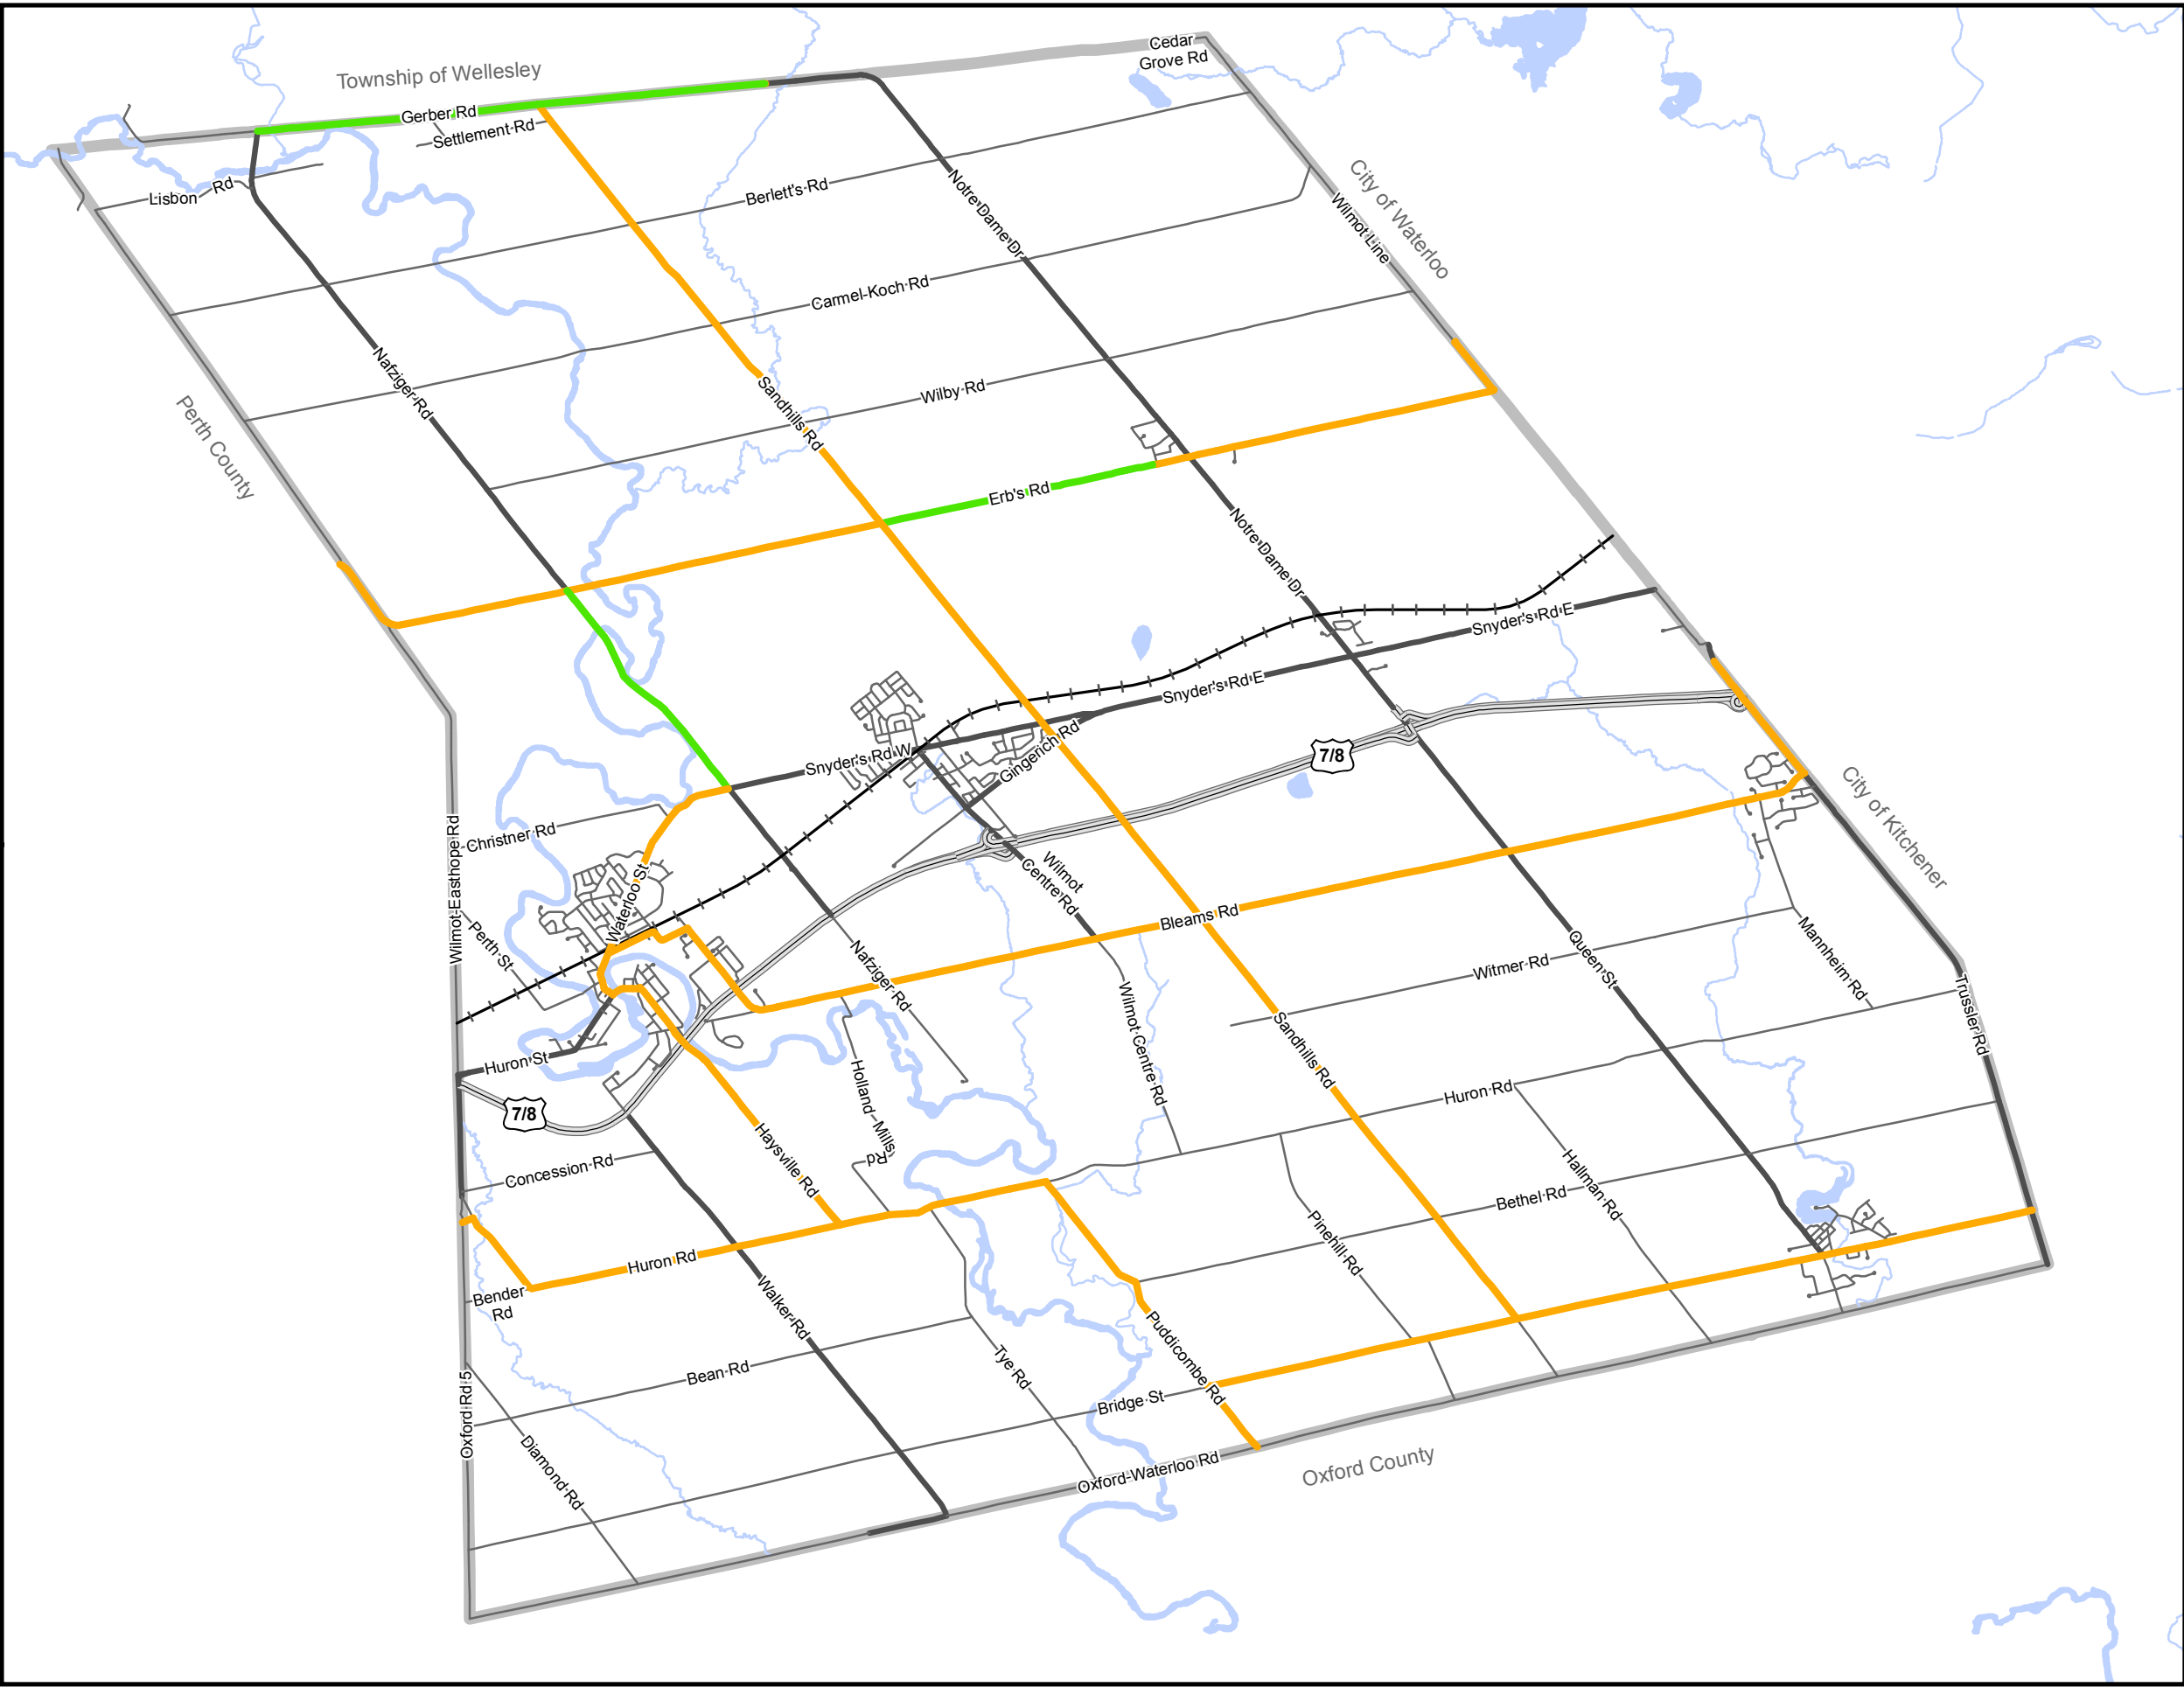 Cedar
Grove Rd
Township of Wellesley
Gerber Rd
Settlement Rd
Lisbon Rd
Berlett's Rd
Notre Dame Dr
City of Waterloo
Wilmot Line
Carmel-Koch Rd
Nafziger Rd
Sandhills Rd
Wilby Rd
Perth County
Erb's Rd
Notre Dame Dr
Snyder's Rd E
Snyder's Rd E
Snyder's Rd W
Gingerich Rd
7/8
City of Kitchener
Wilmot-Easthope Rd
Christner Rd
Waterloo St
Wilmot
Centre Rd
Bleams Rd
Perth St
Nafziger Rd
Queen St
Mannheim Rd
Witmer Rd
Wilmot Centre Rd
Sandhills Rd
Trussler Rd
Huron St
7/8
Holland Mills
Rd
Huron Rd
Haysville Rd
Concession Rd
Hallman Rd
Bethel Rd
Pinehill Rd
Huron Rd
Bender
Rd
Walker Rd
Puddicombe Rd
Tye Rd
Bean Rd
Bridge St
Oxford Rd 5
Diamond Rd
Oxford-Waterloo Rd
Oxford County